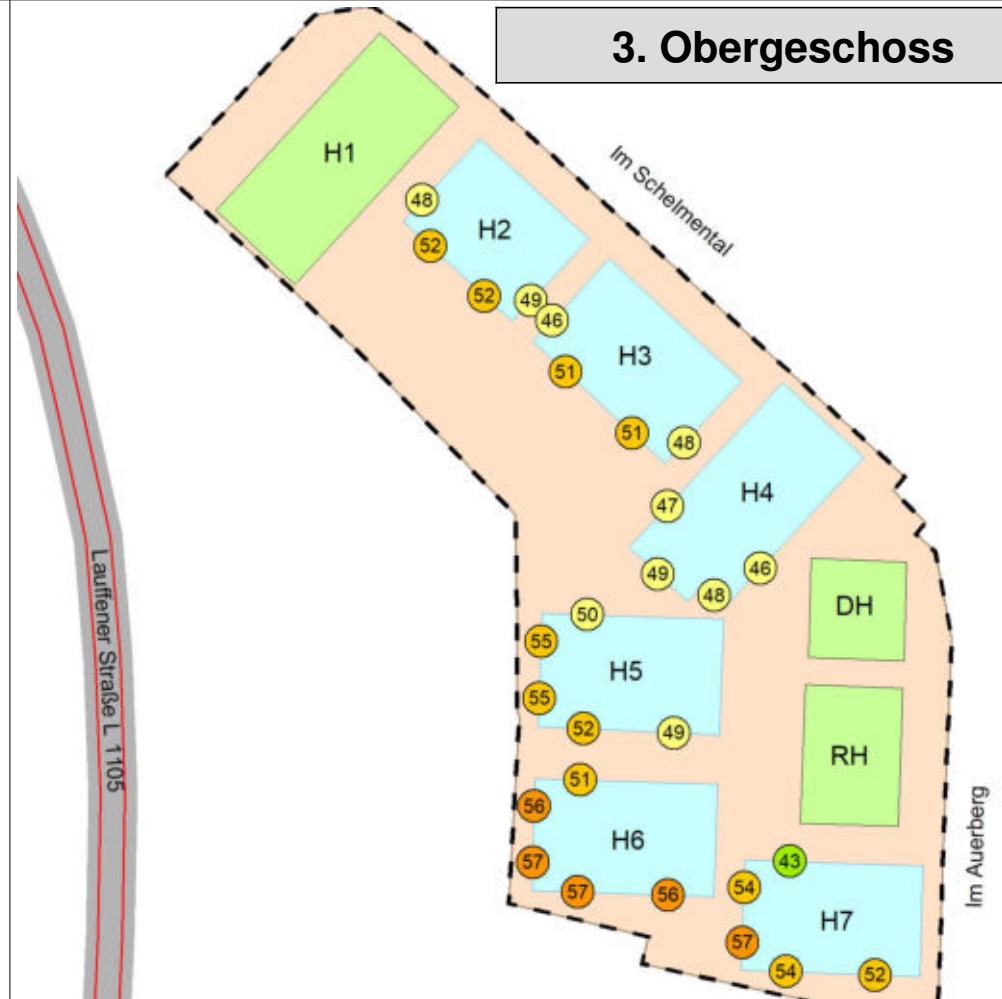 3. Obergeschoss
H1
Im Schelmental
48
H2
52
52
49
46
H3
51
51
48
H4
47
49
46
48
Lauffener Straße L 1105
50
DH
55
H5
55
52
49
RH
51
56
H6
57
57
56
Im Auerberg
43
54
H7
57
54
52